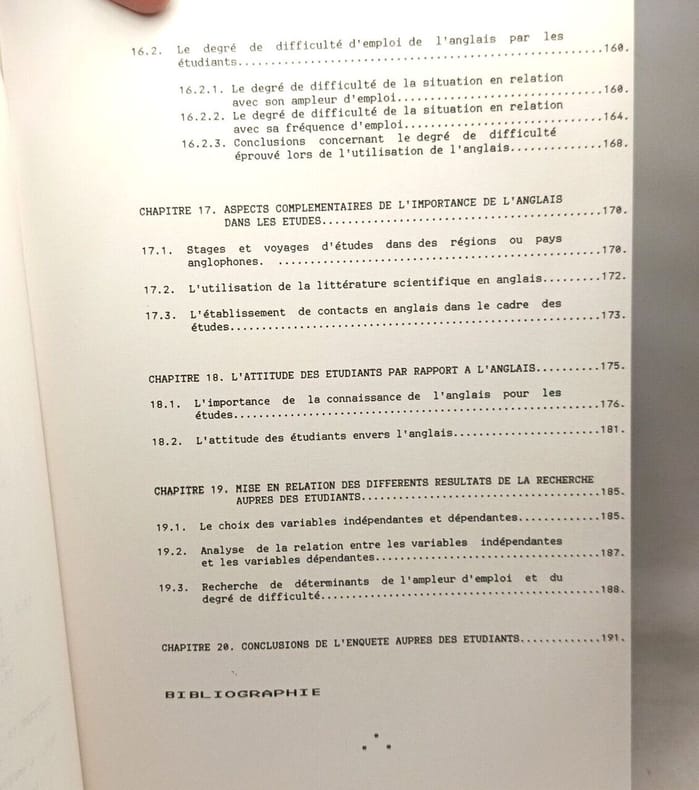 16.2. Le degré de difficulté d'emploi de l'anglais par les
étudiants..................................................160.
16.2.1. Le degré de difficulté de la situation en relation
avec son ampleur d'emploi..........................160.
16.2.2. Le degré de difficulté de la situation en relation
avec sa fréquence d'emploi.........................164.
16.2.3. Conclusions concernant le degré de difficulté
éprouvé lors de l'utilisation de l'anglais.........168.
CHAPITRE 17. ASPECTS COMPLEMENTAIRES DE L'IMPORTANCE DE L'ANGLAIS
DANS LES ETUDES........................................170.
17.1. Stages et voyages d'études dans des régions ou pays
anglophones. ..............................................170.
17.2. L'utilisation de la littérature scientifique en anglais.........172.
17.3. L'établissement de contacts en anglais dans le cadre des
études.....................................................173.
CHAPITRE 18. L'ATTITUDE DES ETUDIANTS PAR RAPPORT A L'ANGLAIS..........175.
18.1. L'importance de la connaissance de l'anglais pour les
études.....................................................176.
18.2. L'attitude des étudiants envers l'anglais.......................181.
CHAPITRE 19. MISE EN RELATION DES DIFFERENTS RESULTATS DE LA RECHERCHE
AUPRES DES ETUDIANTS....................................185.
19.1. Le choix des variables indépendantes et dépendantes.............185.
19.2. Analyse de la relation entre les variables indépendantes
et les variables dépendantes...............................187.
19.3. Recherche de déterminants de l'ampleur d'emploi et du
degré de difficulté........................................188.
CHAPITRE 20. CONCLUSIONS DE L'ENQUETE AUPRES DES ETUDIANTS.............191.
BIBLIOGRAPHIE